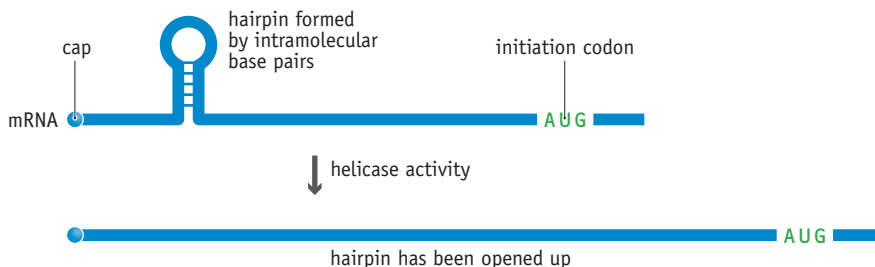 hairpin formed
by intramolecular
base pairs
cap
initiation codon
mRNA
AUG
helicase activity
AUG
hairpin has been opened up